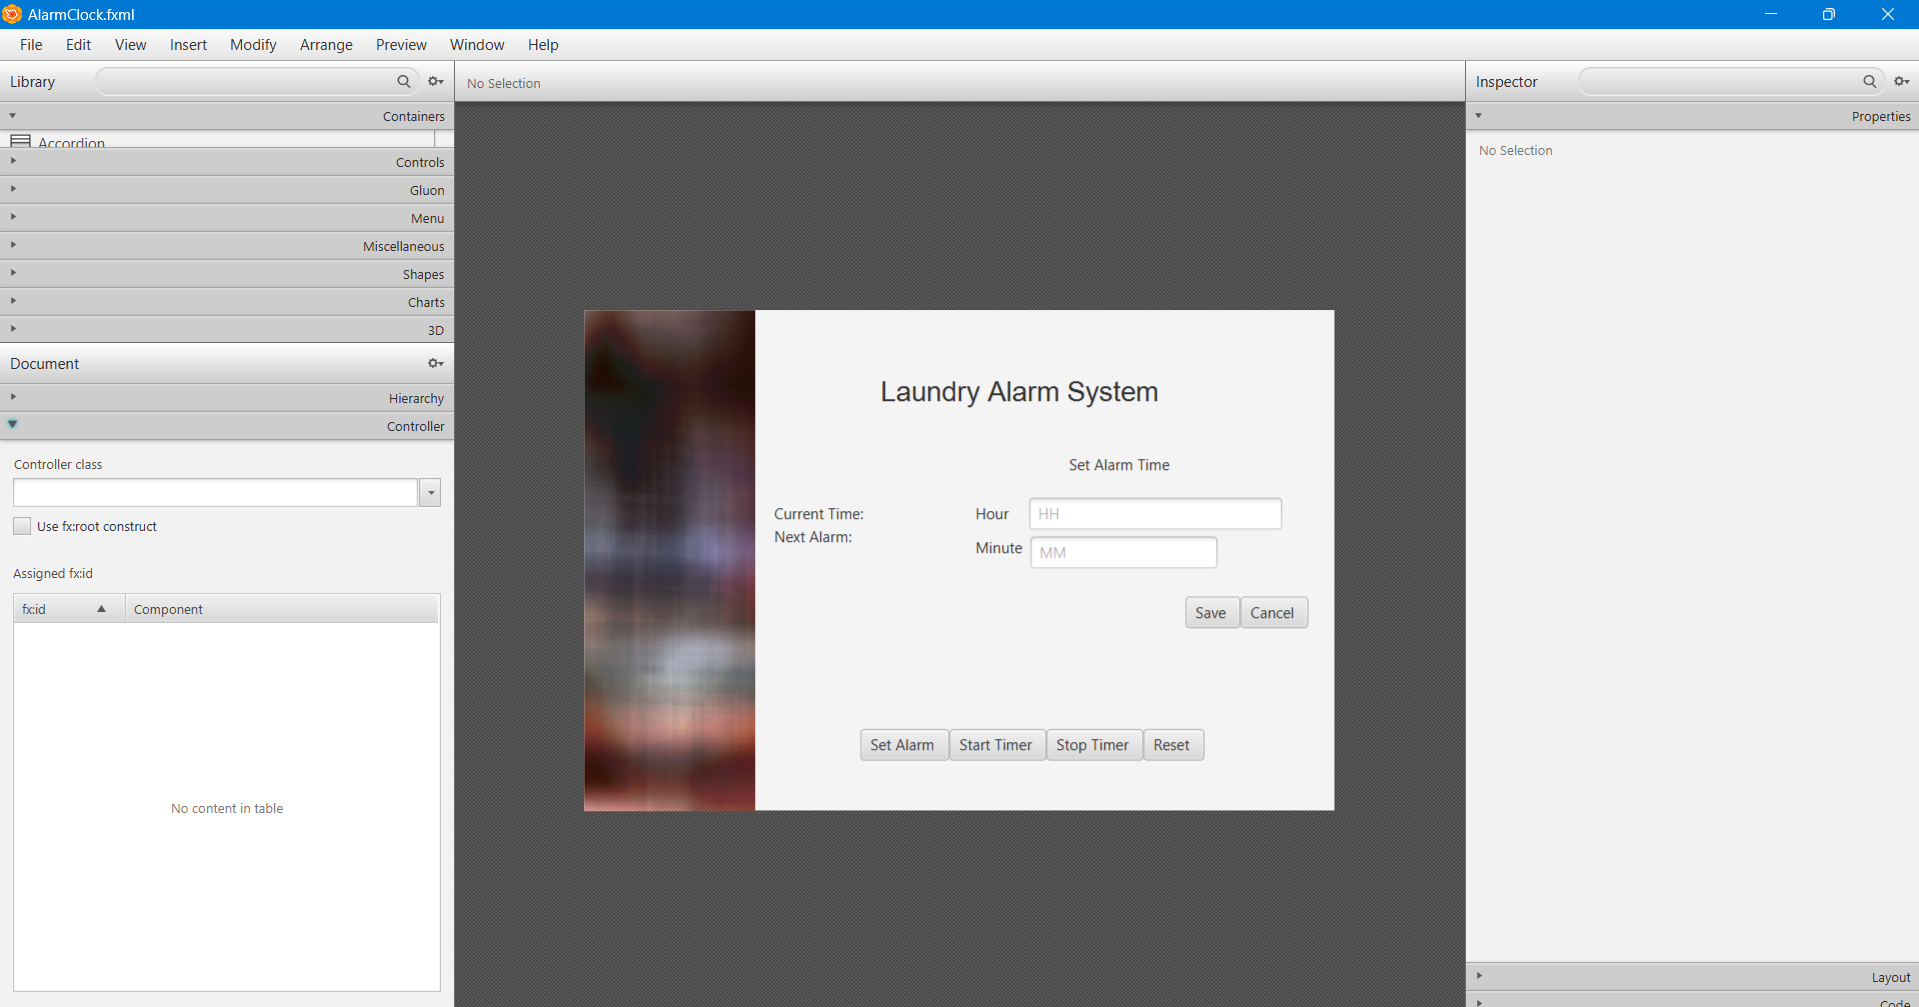 AlarmClock.fxml
File Edit View Insert Modify Arrange Preview Window Help
Library
Containers
Accordion
Controls
Gluon
Menu
Miscellaneous
Shapes
Charts
3D
Document
Hierarchy
Controller
Controller class
Use fx:root construct
Assigned fx:id
fx:id Component
No content in table
No Selection
Laundry Alarm System
Set Alarm Time
Current Time:
Next Alarm:
Hour HH
Minute MM
Save Cancel
Set Alarm Start Timer Stop Timer Reset
Inspector
Properties
No Selection
Layout
Code